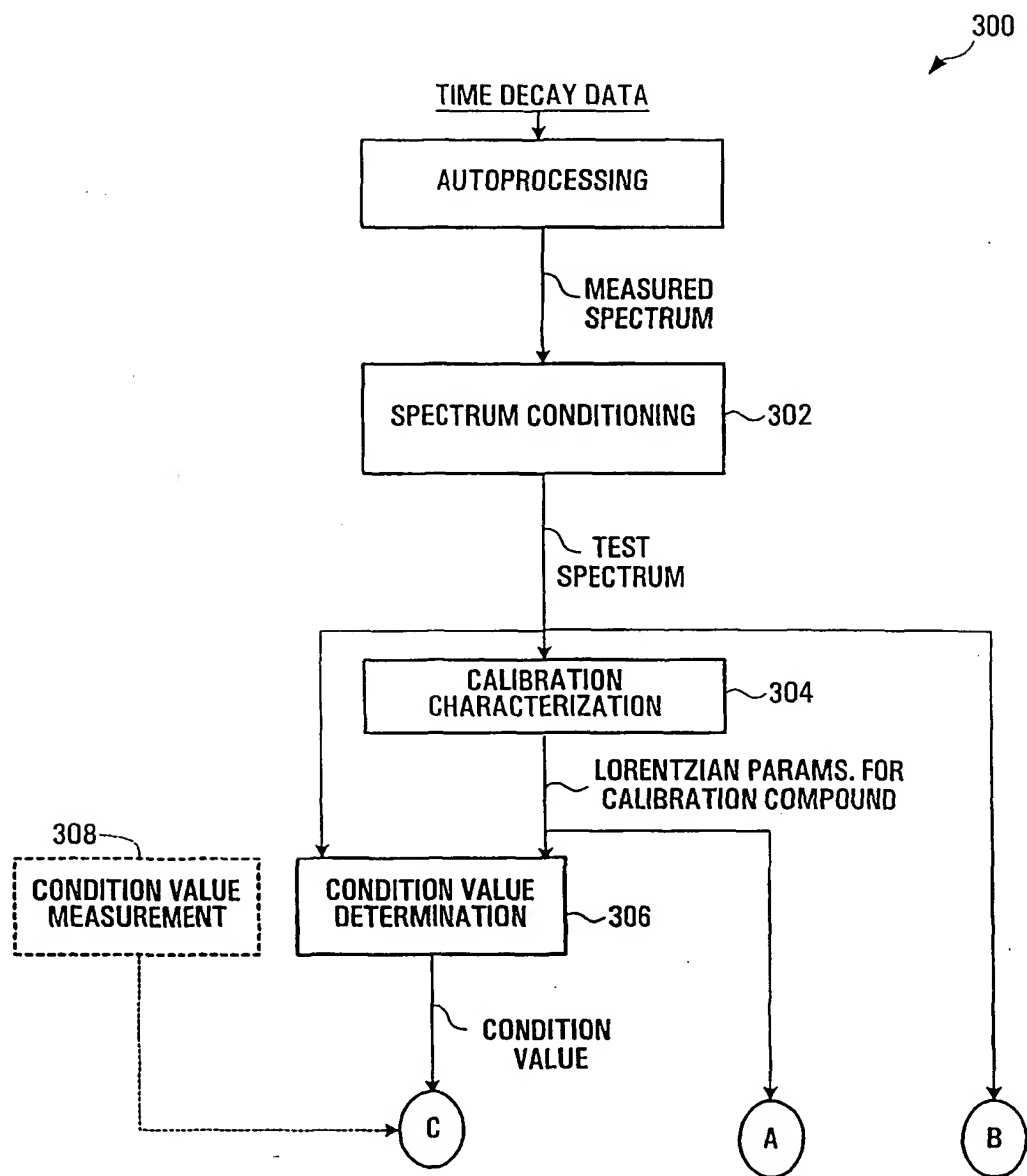 300
TIME DECAY DATA
AUTOPROCESSING
MEASURED
SPECTRUM
SPECTRUM CONDITIONING
302
TEST
SPECTRUM
CALIBRATION
CHARACTERIZATION
304
LORENTZIAN PARAMS. FOR
CALIBRATION COMPOUND
308
CONDITION VALUE
MEASUREMENT
CONDITION VALUE
DETERMINATION
306
CONDITION
VALUE
C
A
B